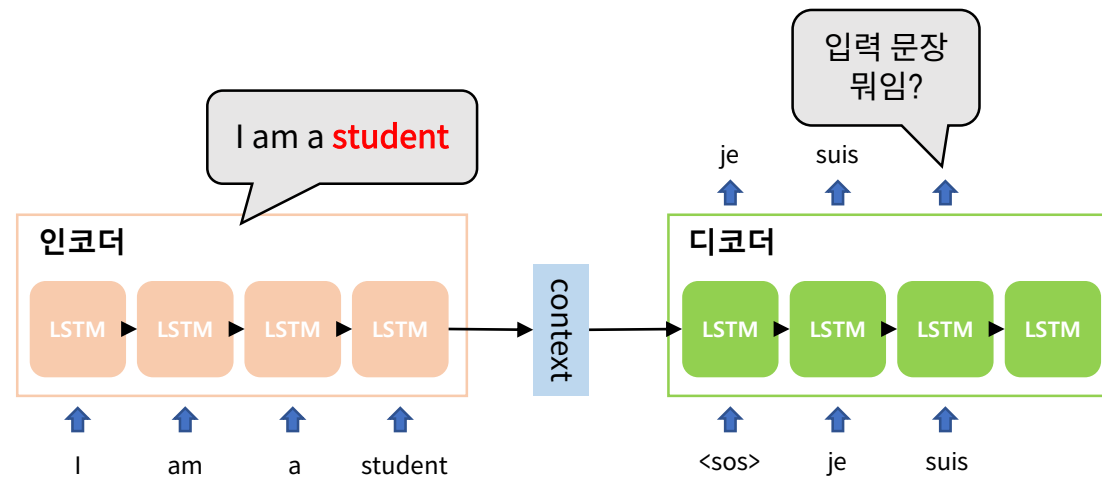 입력 문장
뭐임?
I am a student
je suis
인코더
디코더
LSTM LSTM LSTM LSTM
context
LSTM LSTM LSTM LSTM
I am a student
<sos> je suis